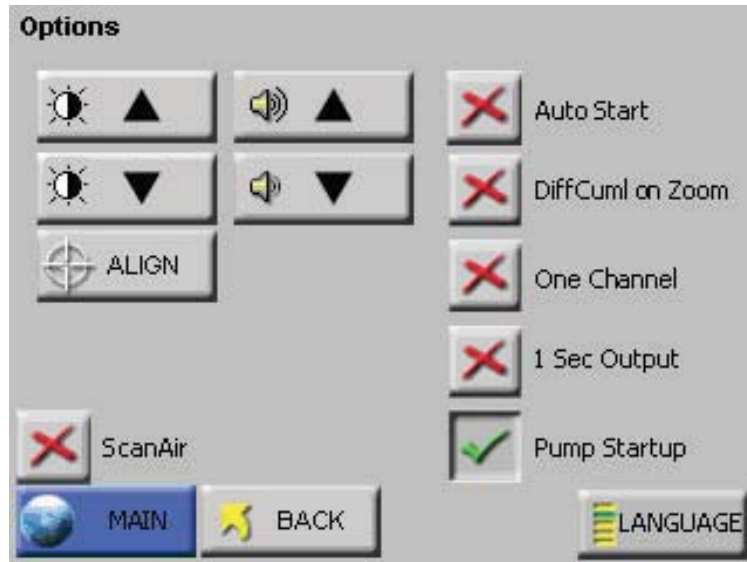 Options
Auto Start
DiffCuml on Zoom
ALIGN
One Channel
1 Sec Output
ScanAir
Pump Startup
MAIN
BACK
LANGUAGE